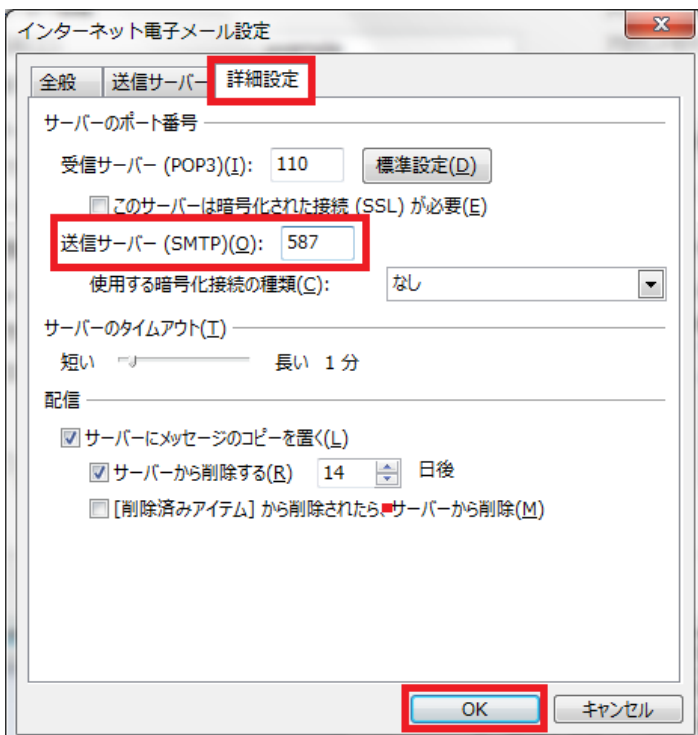 インターネット電子メール設定
全般 送信サーバー 詳細設定
サーバーのポート番号
受信サーバー (POP3)(I): 110 標準設定(D)
このサーバーは暗号化された接続 (SSL) が必要(E)
送信サーバー (SMTP)(O): 587
使用する暗号化接続の種類(C): なし
サーバーのタイムアウト(T)
短い 長い 1 分
配信
サーバーにメッセージのコピーを置く(L)
サーバーから削除する(R) 14 日後
[削除済みアイテム] から削除されたら、サーバーから削除(M)
OK キャンセル